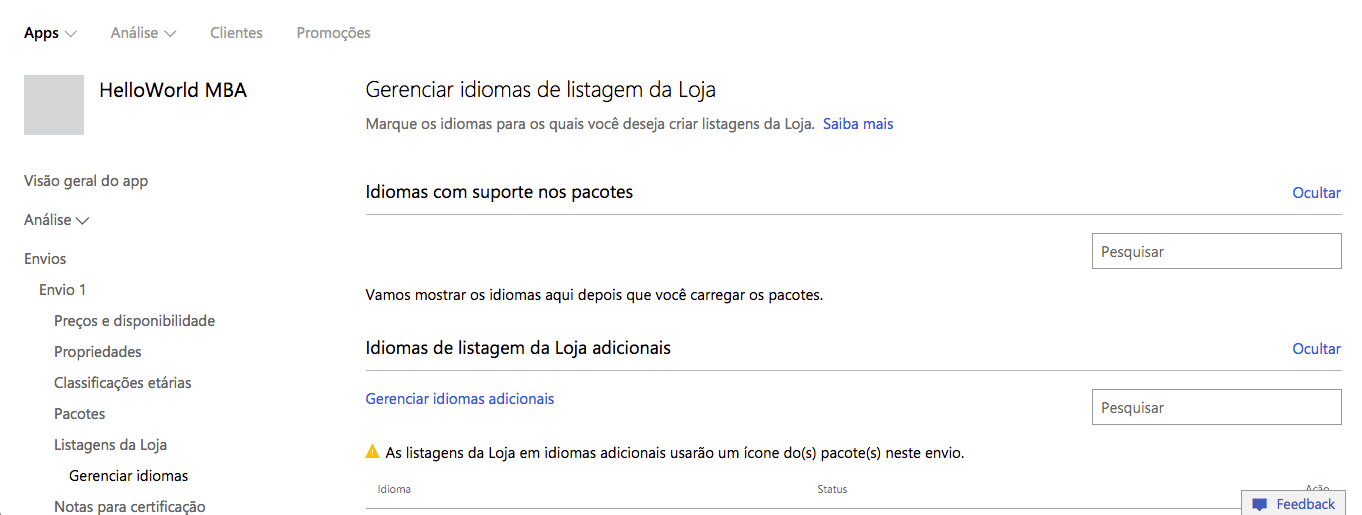 Apps
Análise
Clientes
Promoções
HelloWorld MBA
Visão geral do app
Análise
Envios
Envio 1
Preços e disponibilidade
Propriedades
Classificações etárias
Pacotes
Listagens da Loja
Gerenciar idiomas
Notas para certificação
Gerenciar idiomas de listagem da Loja
Marque os idiomas para os quais você deseja criar listagens da Loja. Saiba mais
Idiomas com suporte nos pacotes
Ocultar
Pesquisar
Vamos mostrar os idiomas aqui depois que você carregar os pacotes.
Idiomas de listagem da Loja adicionais
Ocultar
Gerenciar idiomas adicionais
Pesquisar
As listagens da Loja em idiomas adicionais usarão um ícone do(s) pacote(s) neste envio.
Idioma
Status
Ação
Feedback